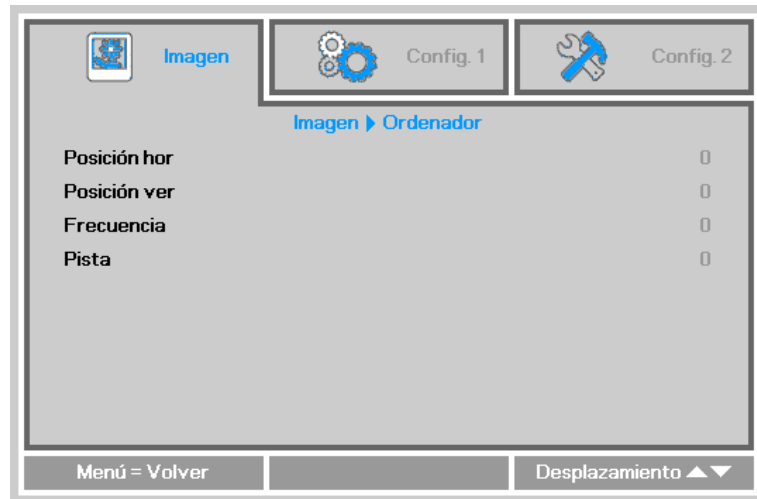 Imagen
Config. 1
Config. 2
Imagen ▶ Ordenador
Posición hor 0
Posición ver 0
Frecuencia 0
Pista 0
Menú = Volver
Desplazamiento ▲▼